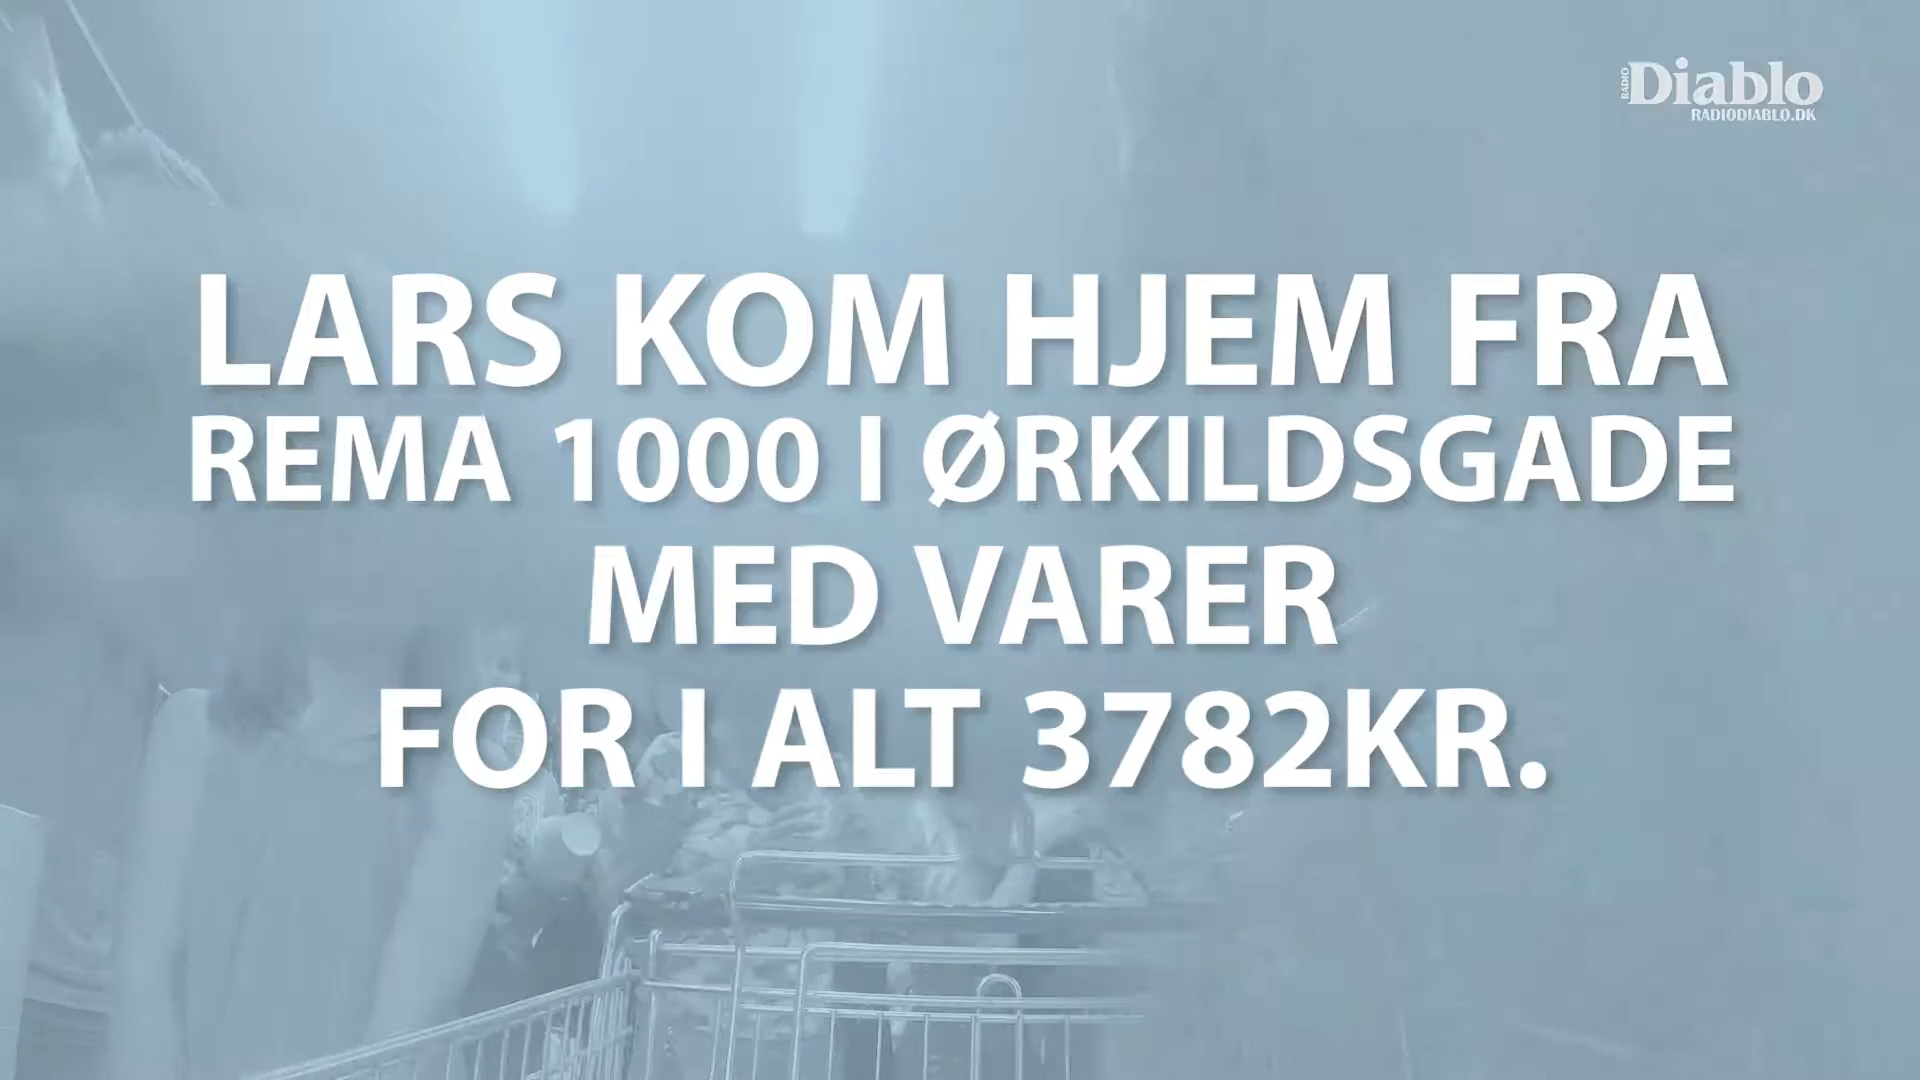 RADIO Diablo
RADIODIABLO.DK
LARS KOM HJEM FRA
REMA 1000 I ØRKILDSGADE
MED VARER
FOR I ALT 3782KR.